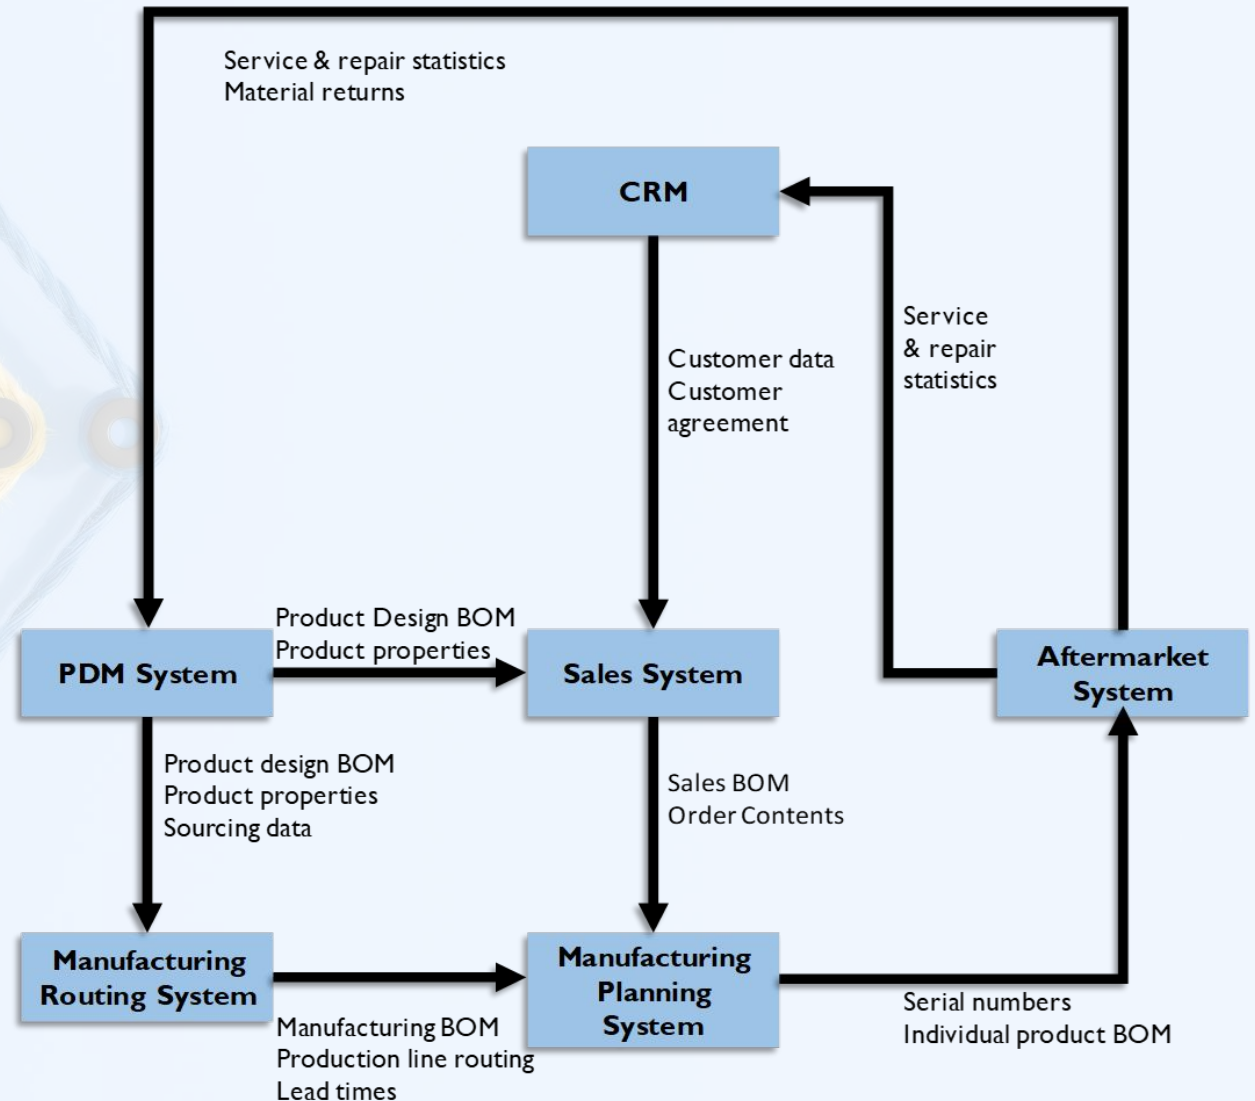 Service & repair statistics
Material returns
CRM
Service
& repair
statistics
Customer data
Customer
agreement
Product Design BOM
Product properties
PDM System
Sales System
Aftermarket
System
Product design BOM
Product properties
Sourcing data
Sales BOM
Order Contents
Manufacturing
Routing System
Manufacturing
Planning
System
Manufacturing BOM
Production line routing
Lead times
Serial numbers
Individual product BOM